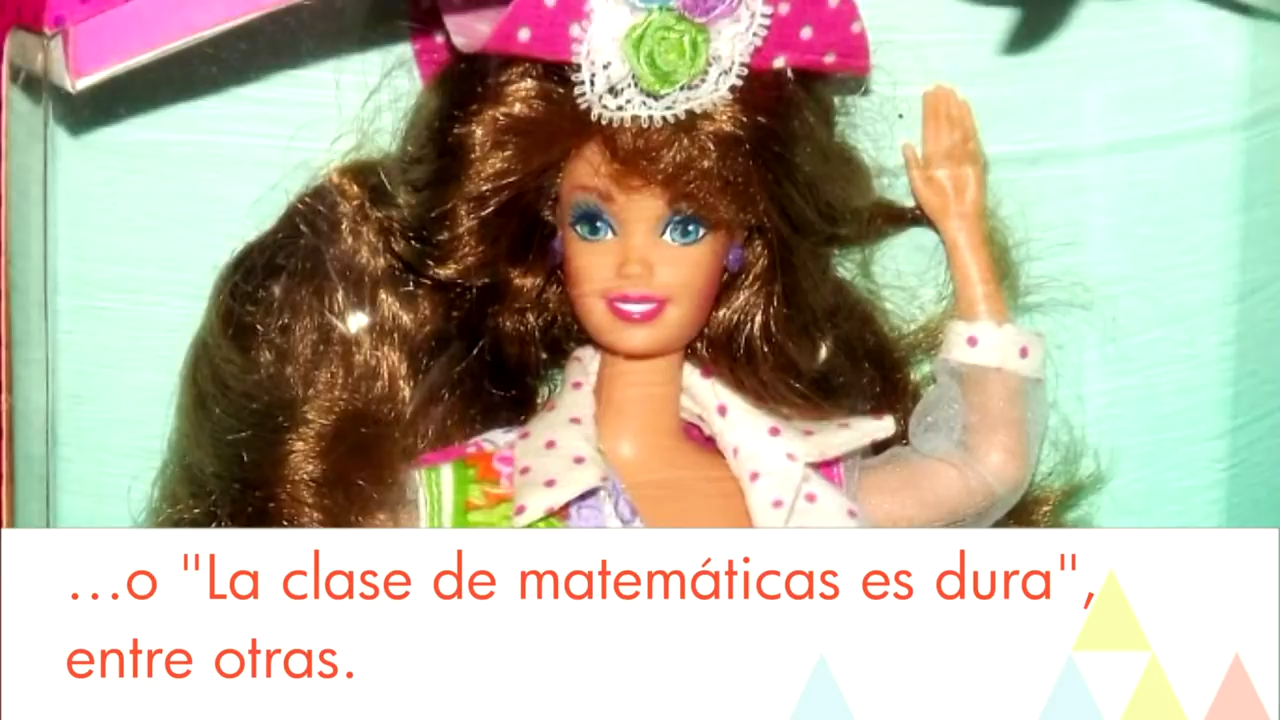 ...o "La clase de matemáticas es dura",
entre otras.